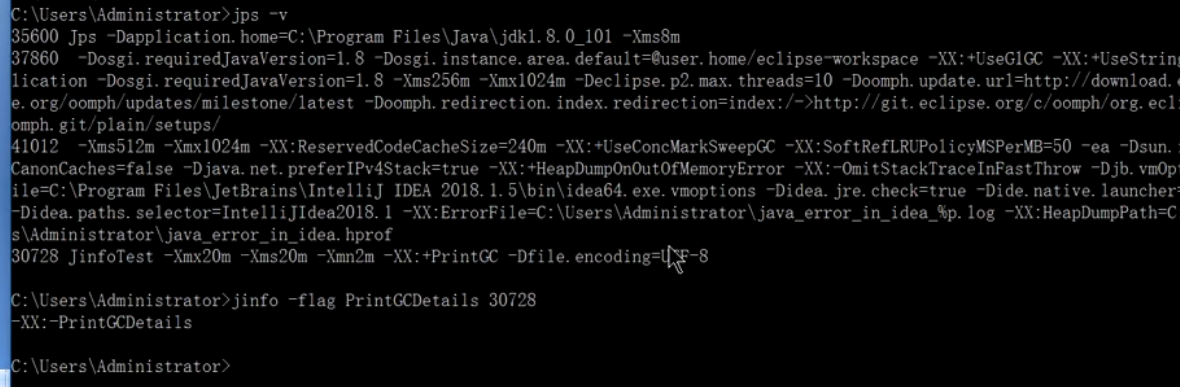 C:\Users\Administrator>jps -v
35600 Jps -Dapplication.home=C:\Program Files\Java\jdk1.8.0_101 -Xms8m
37860  -Dosgi.requiredJavaVersion=1.8 -Dosgi.instance.area.default=@user.home/eclipse-workspace -XX:+UseG1GC -XX:+UseString
lication -Dosgi.requiredJavaVersion=1.8 -Xms256m -Xmx1024m -Declipse.p2.max.threads=10 -Doomph.update.url=http://download.
e.org/oomph/updates/milestone/latest -Doomph.redirection.index.redirection=index:/->http://git.eclipse.org/c/oomph/org.ecl
omph.git/plain/setups/
41012  -Xms512m -Xmx1024m -XX:ReservedCodeCacheSize=240m -XX:+UseConcMarkSweepGC -XX:SoftRefLRUPolicyMSPerMB=50 -ea -Dsun.
CanonCaches=false -Djava.net.preferIPv4Stack=true -XX:+HeapDumpOnOutOfMemoryError -XX:-OmitStackTraceInFastThrow -Djb.vmOp
ile=C:\Program Files\JetBrains\IntelliJ IDEA 2018.1.5\bin\idea64.exe.vmoptions -Didea.jre.check=true -Dide.native.launcher=
-Didea.paths.selector=IntelliJIdea2018.1 -XX:ErrorFile=C:\Users\Administrator\java_error_in_idea_%p.log -XX:HeapDumpPath=C
s\Administrator\java_error_in_idea.hprof
30728 JinfoTest -Xmx20m -Xms20m -Xmn2m -XX:+PrintGC -Dfile.encoding=UTF-8
C:\Users\Administrator>jinfo -flag PrintGCDetails 30728
-XX:-PrintGCDetails
C:\Users\Administrator>